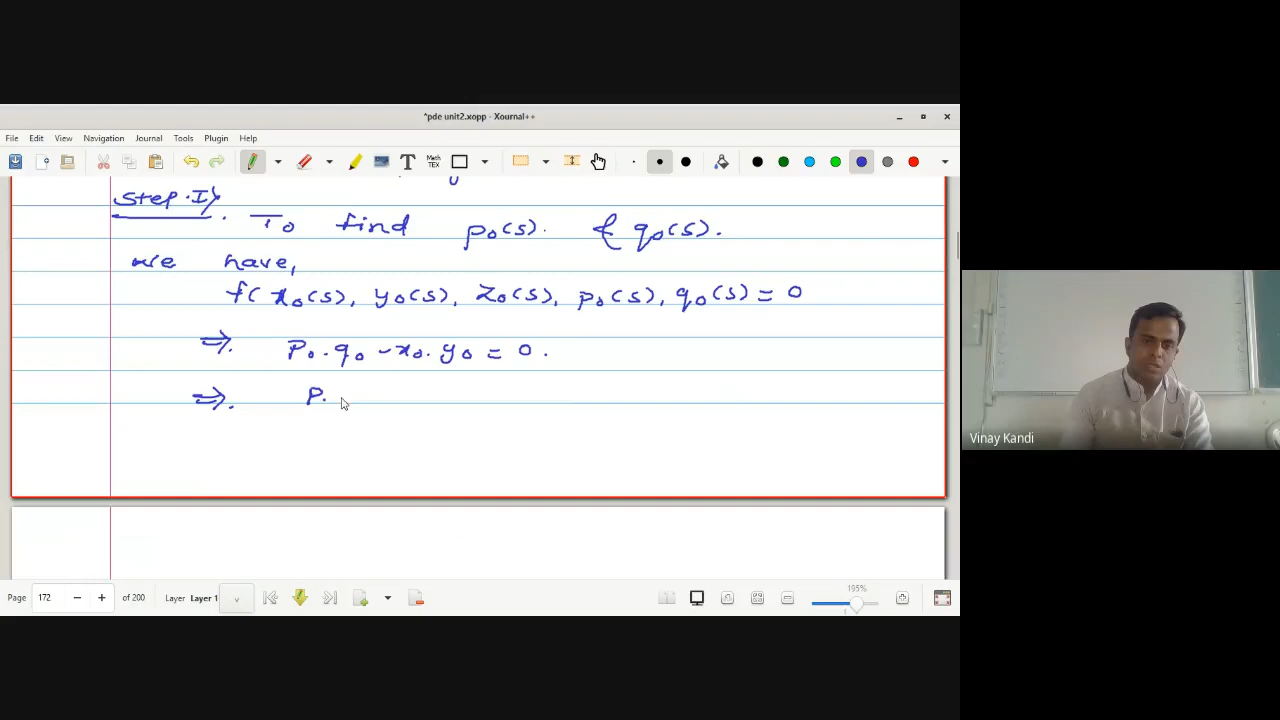 *pde unit2.xopp - Xournal++
File Edit View Navigation Journal Tools Plugin Help
Step-I)
To find p₀(s). & q₀(s).
we have,
f( x₀(s), y₀(s), z₀(s), p₀(s), q₀(s) = 0
⇒. p₀.q₀ - x₀.y₀ = 0.
⇒. P.
Vinay Kandi
Page 172 of 200 Layer Layer 1 195%